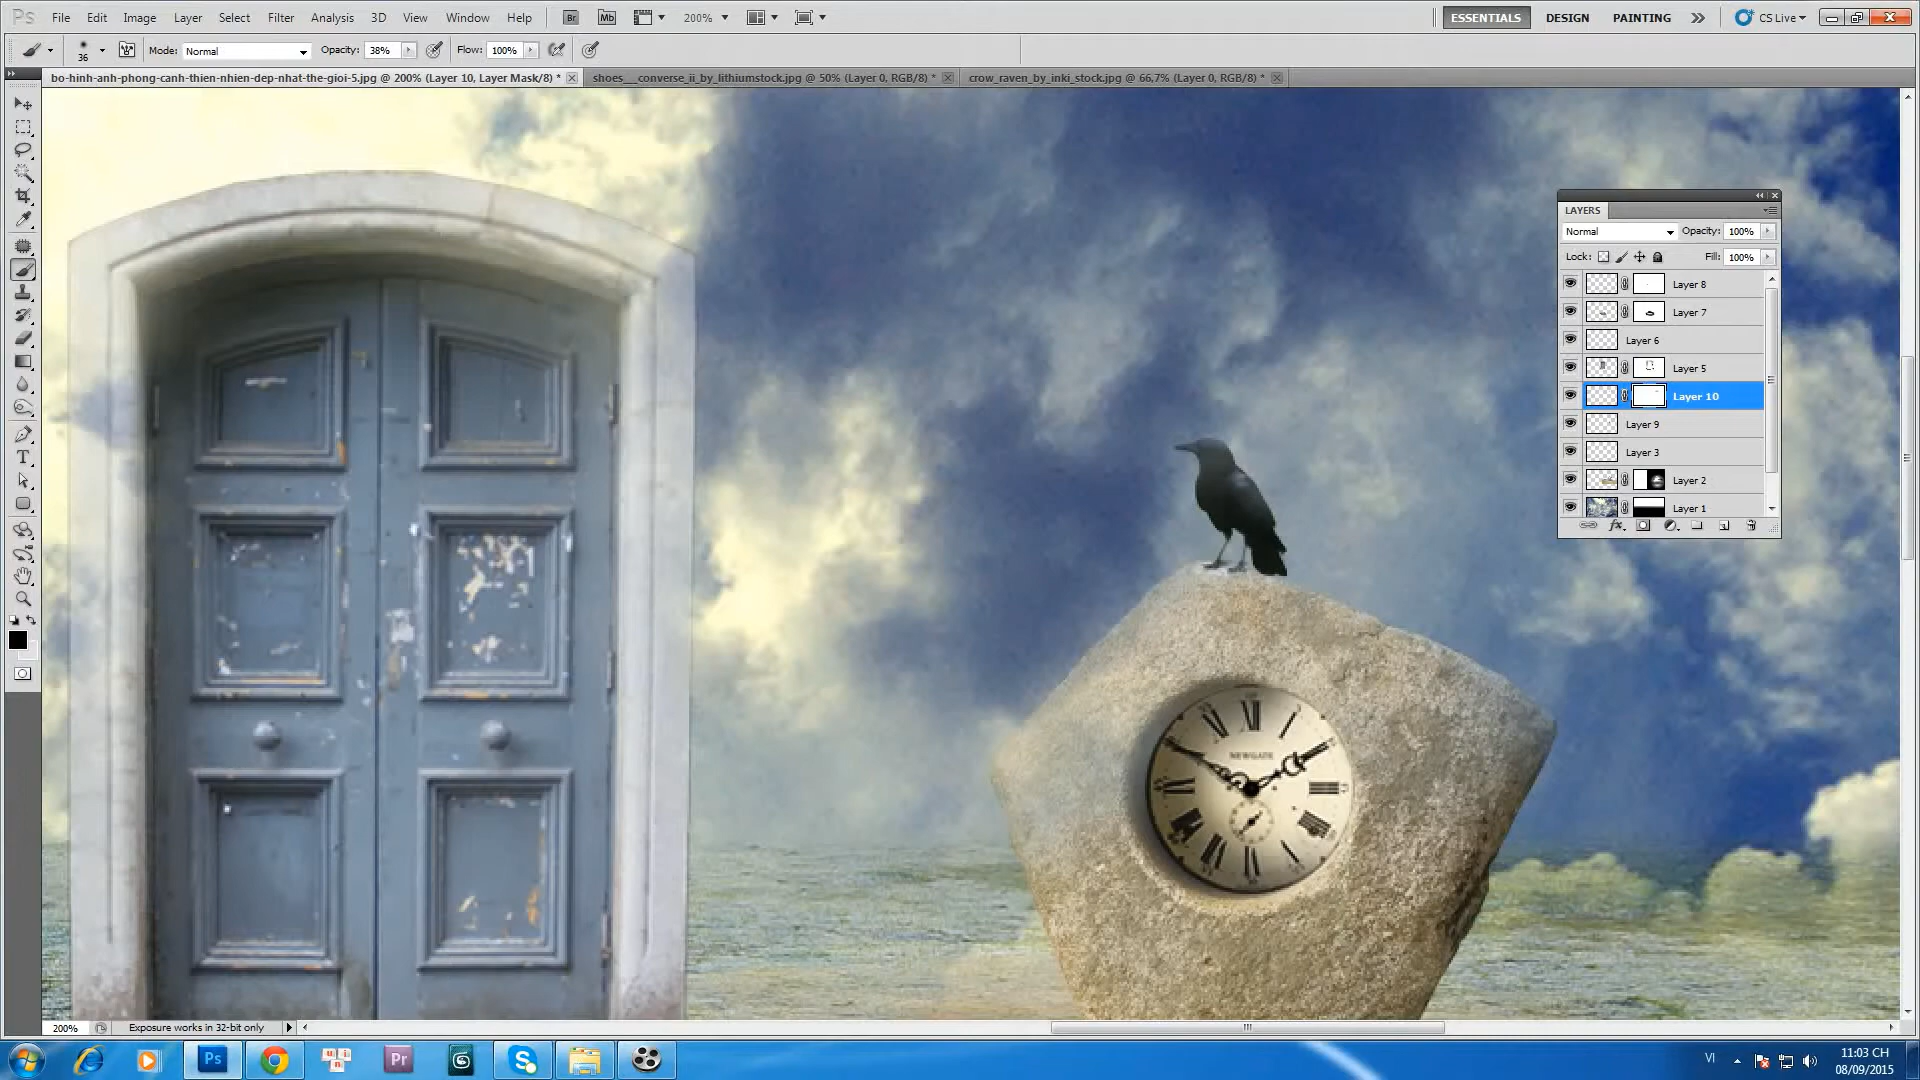 Ps File Edit Image Layer Select Filter Analysis 3D View Window Help Br Mb 200% ESSENTIALS DESIGN PAINTING CS Live
36 Mode: Normal Opacity: 38% Flow: 100%
bo-hinh-anh-phong-canh-thien-nhien-dep-nhat-the-gioi-5.jpg @ 200% (Layer 10, Layer Mask/8) * shoes___converse_ii_by_lithiumstock.jpg @ 50% (Layer 0, RGB/8) * crow_raven_by_inki_stock.jpg @ 66,7% (Layer 0, RGB/8) *
LAYERS
Normal Opacity: 100%
Lock: Fill: 100%
Layer 8
Layer 7
Layer 6
Layer 5
Layer 10
Layer 9
Layer 3
Layer 2
Layer 1
fx
T
NEWGATE
200% Exposure works in 32-bit only
Ps Pr VI 11:03 CH
08/09/2015